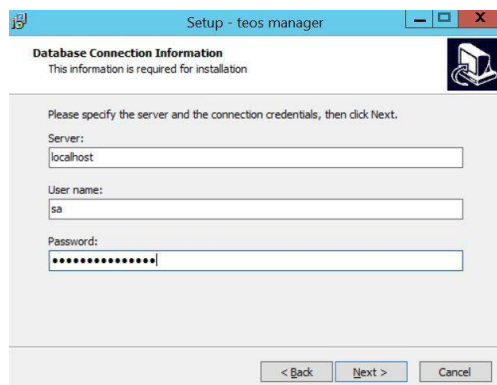 Setup - teos manager
Database Connection Information
This information is required for installation
Please specify the server and the connection credentials, then click Next.
Server:
localhost
User name:
sa
Password:
●●●●●●●●●●●●●●●
< Back
Next >
Cancel